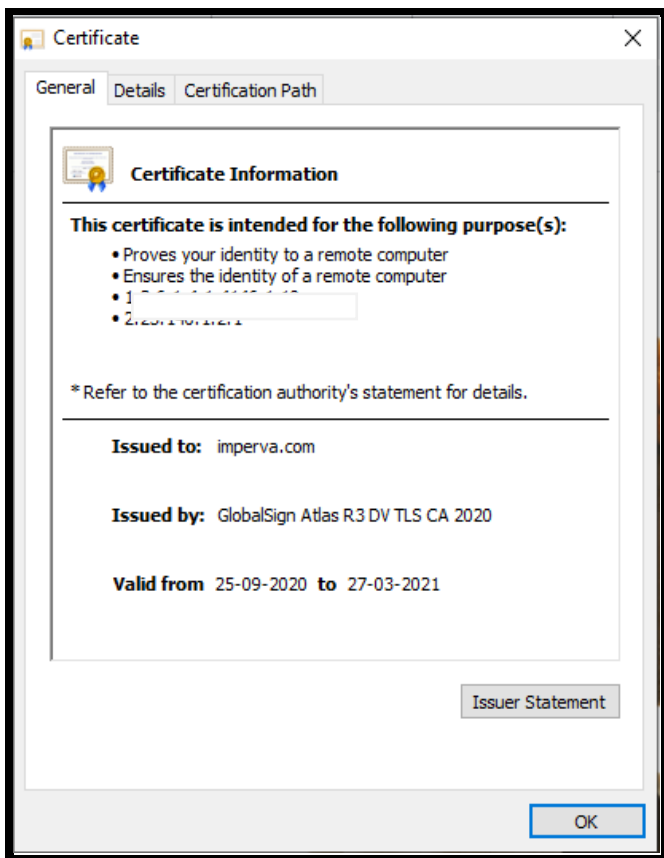 Certificate
General Details Certification Path
Certificate Information
This certificate is intended for the following purpose(s):
• Proves your identity to a remote computer
• Ensures the identity of a remote computer
* Refer to the certification authority's statement for details.
Issued to: imperva.com
Issued by: GlobalSign Atlas R3 DV TLS CA 2020
Valid from 25-09-2020 to 27-03-2021
Issuer Statement
OK